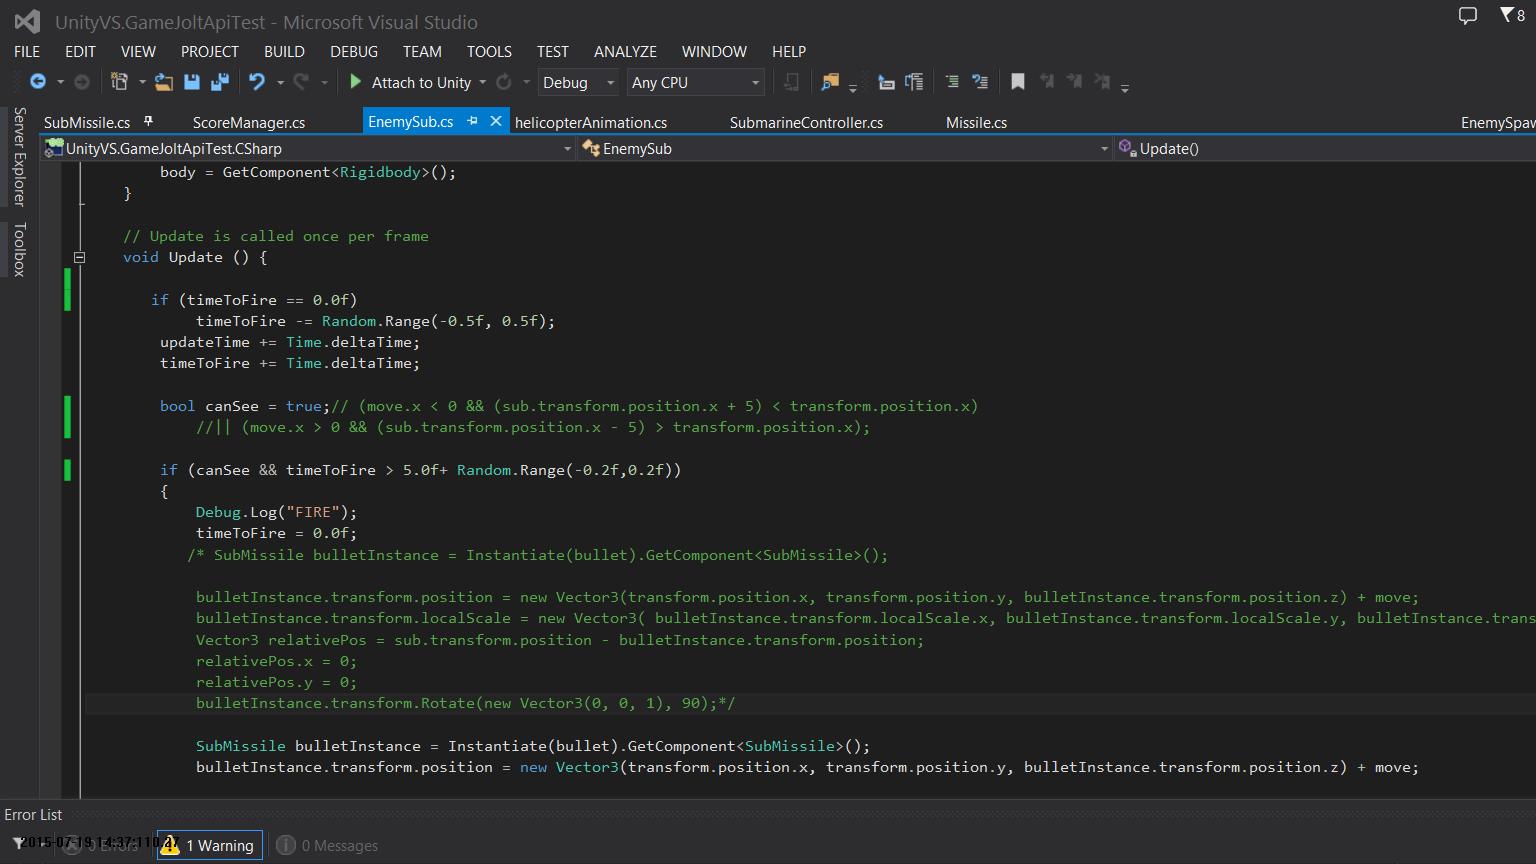 UnityVS.GameJoltApiTest - Microsoft Visual Studio
8
FILE EDIT VIEW PROJECT BUILD DEBUG TEAM TOOLS TEST ANALYZE WINDOW HELP
Attach to Unity Debug Any CPU
Server Explorer
Toolbox
SubMissile.cs ScoreManager.cs EnemySub.cs helicopterAnimation.cs SubmarineController.cs Missile.cs EnemySpaw
UnityVS.GameJoltApiTest.CSharp EnemySub Update()
body = GetComponent<Rigidbody>();
}
// Update is called once per frame
void Update () {
if (timeToFire == 0.0f)
timeToFire -= Random.Range(-0.5f, 0.5f);
updateTime += Time.deltaTime;
timeToFire += Time.deltaTime;
bool canSee = true;// (move.x < 0 && (sub.transform.position.x + 5) < transform.position.x)
//|| (move.x > 0 && (sub.transform.position.x - 5) > transform.position.x);
if (canSee && timeToFire > 5.0f+ Random.Range(-0.2f,0.2f))
{
Debug.Log("FIRE");
timeToFire = 0.0f;
/* SubMissile bulletInstance = Instantiate(bullet).GetComponent<SubMissile>();
bulletInstance.transform.position = new Vector3(transform.position.x, transform.position.y, bulletInstance.transform.position.z) + move;
bulletInstance.transform.localScale = new Vector3( bulletInstance.transform.localScale.x, bulletInstance.transform.localScale.y, bulletInstance.trans
Vector3 relativePos = sub.transform.position - bulletInstance.transform.position;
relativePos.x = 0;
relativePos.y = 0;
bulletInstance.transform.Rotate(new Vector3(0, 0, 1), 90);*/
SubMissile bulletInstance = Instantiate(bullet).GetComponent<SubMissile>();
bulletInstance.transform.position = new Vector3(transform.position.x, transform.position.y, bulletInstance.transform.position.z) + move;
Error List
0 Errors 1 Warning 0 Messages